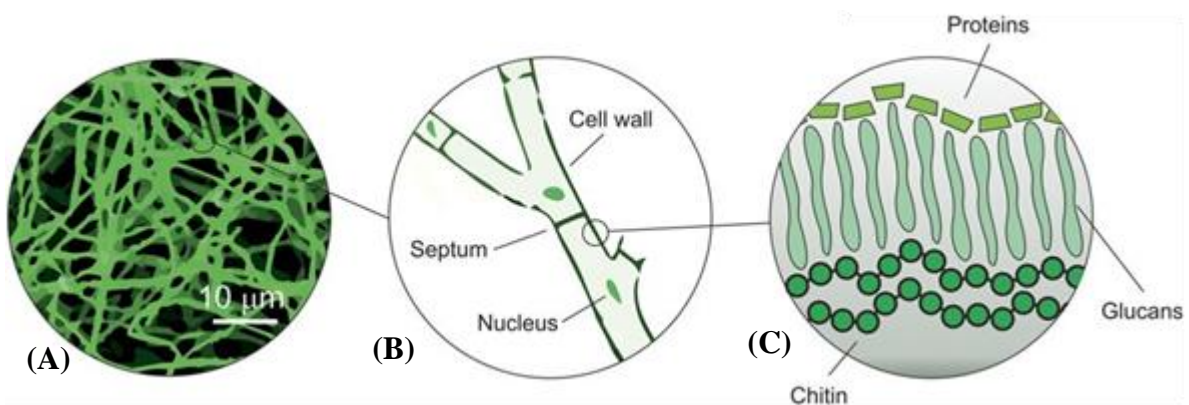 Proteins
Cell wall
Septum
10 μm
Nucleus
Glucans
(A)
(B)
(C)
Chitin